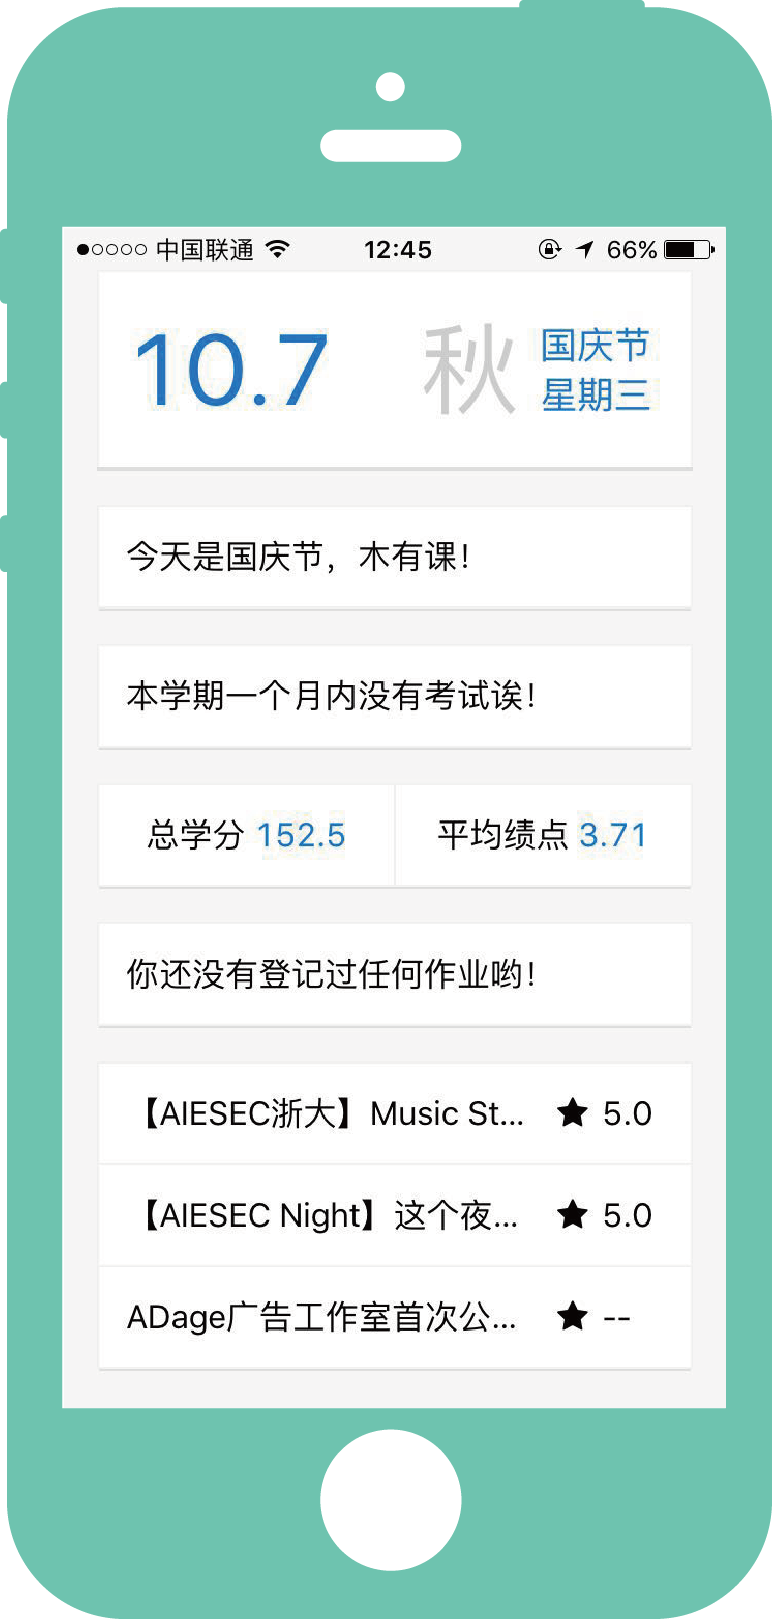 中国联通 12:45 66%
10.7 秋 国庆节
星期三
今天是国庆节，木有课！
本学期一个月内没有考试诶！
总学分 152.5 平均绩点 3.71
你还没有登记过任何作业哟！
【AIESEC浙大】Music St... ★ 5.0
【AIESEC Night】这个夜... ★ 5.0
ADage广告工作室首次公... ★ --